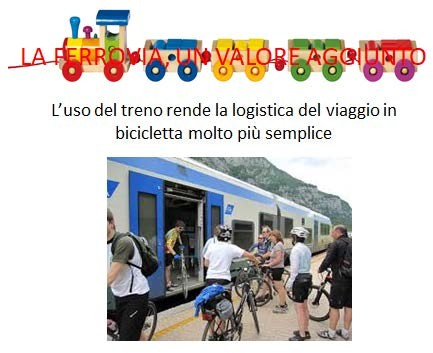 LA FERROVIA, UN VALORE AGGIUNTO
L'uso del treno rende la logistica del viaggio in
bicicletta molto più semplice